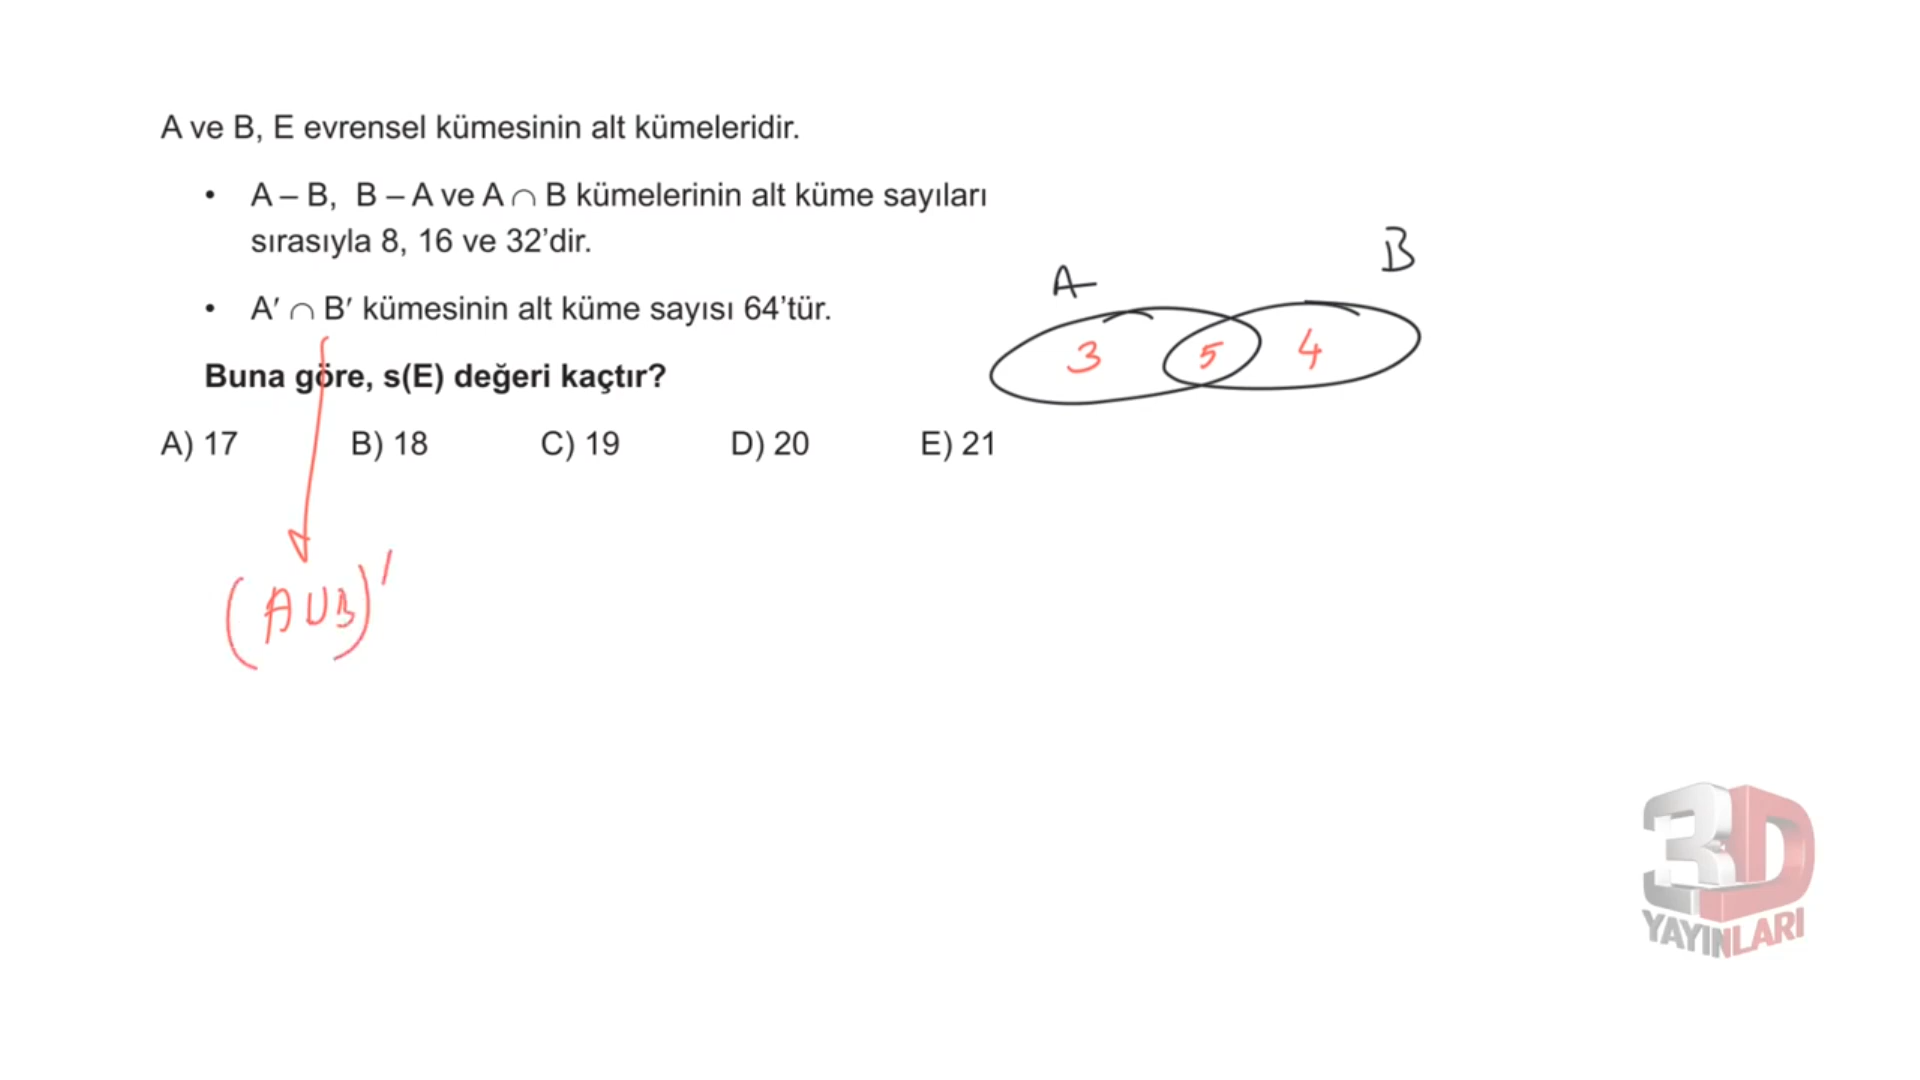 A ve B, E evrensel kümesinin alt kümeleridir.
• A – B, B – A ve A ∩ B kümelerinin alt küme sayıları
sırasıyla 8, 16 ve 32’dir.
• A′ ∩ B′ kümesinin alt küme sayısı 64’tür.
Buna göre, s(E) değeri kaçtır?
A) 17 B) 18 C) 19 D) 20 E) 21
(A∪B)′
A B
3 5 4
3D
YAYINLARI